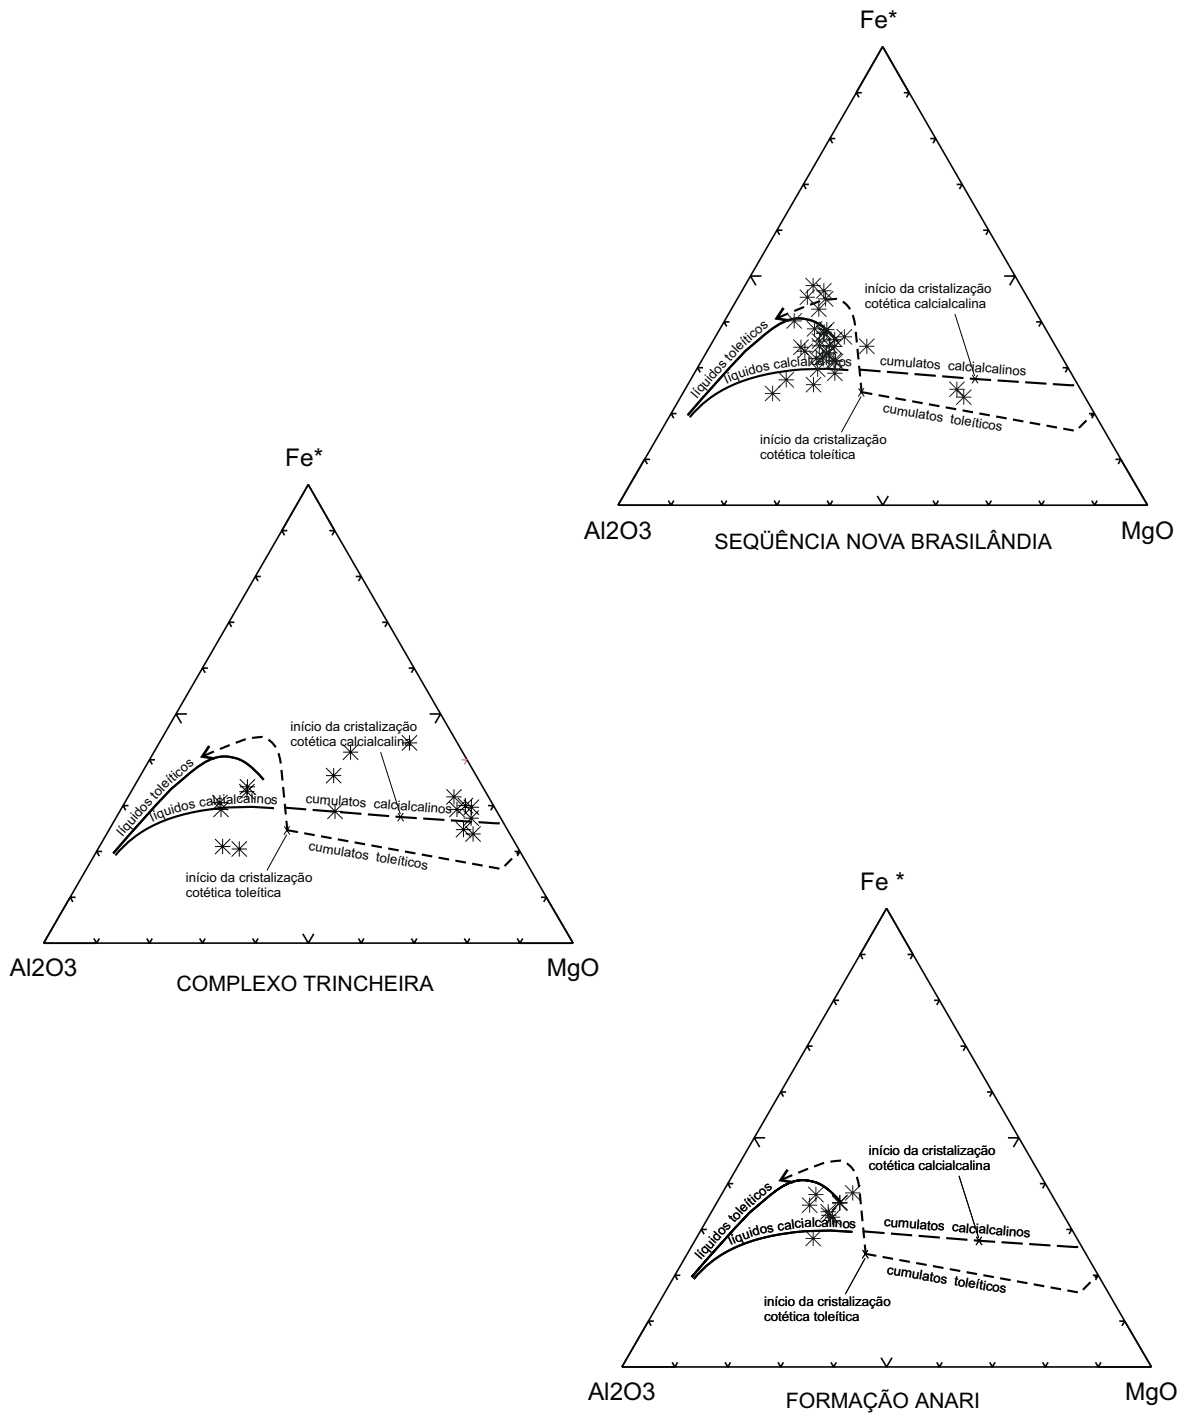 Fe*
início da cristalização
cotética calcialcalina
líquidos toleíticos
líquidos calcialcalinos
cumulatos calcialcalinos
cumulatos toleíticos
início da cristalização
cotética toleítica
Al2O3
MgO
SEQÜÊNCIA NOVA BRASILÂNDIA
Fe*
início da cristalização
cotética calcialcalina
líquidos toleíticos
líquidos calcialcalinos
cumulatos calcialcalinos
cumulatos toleíticos
início da cristalização
cotética toleítica
Al2O3
MgO
COMPLEXO TRINCHEIRA
Fe *
início da cristalização
cotética calcialcalina
líquidos toleíticos
líquidos calcialcalinos
cumulatos calcialcalinos
cumulatos toleíticos
início da cristalização
cotética toleítica
Al2O3
MgO
FORMAÇÃO ANARI